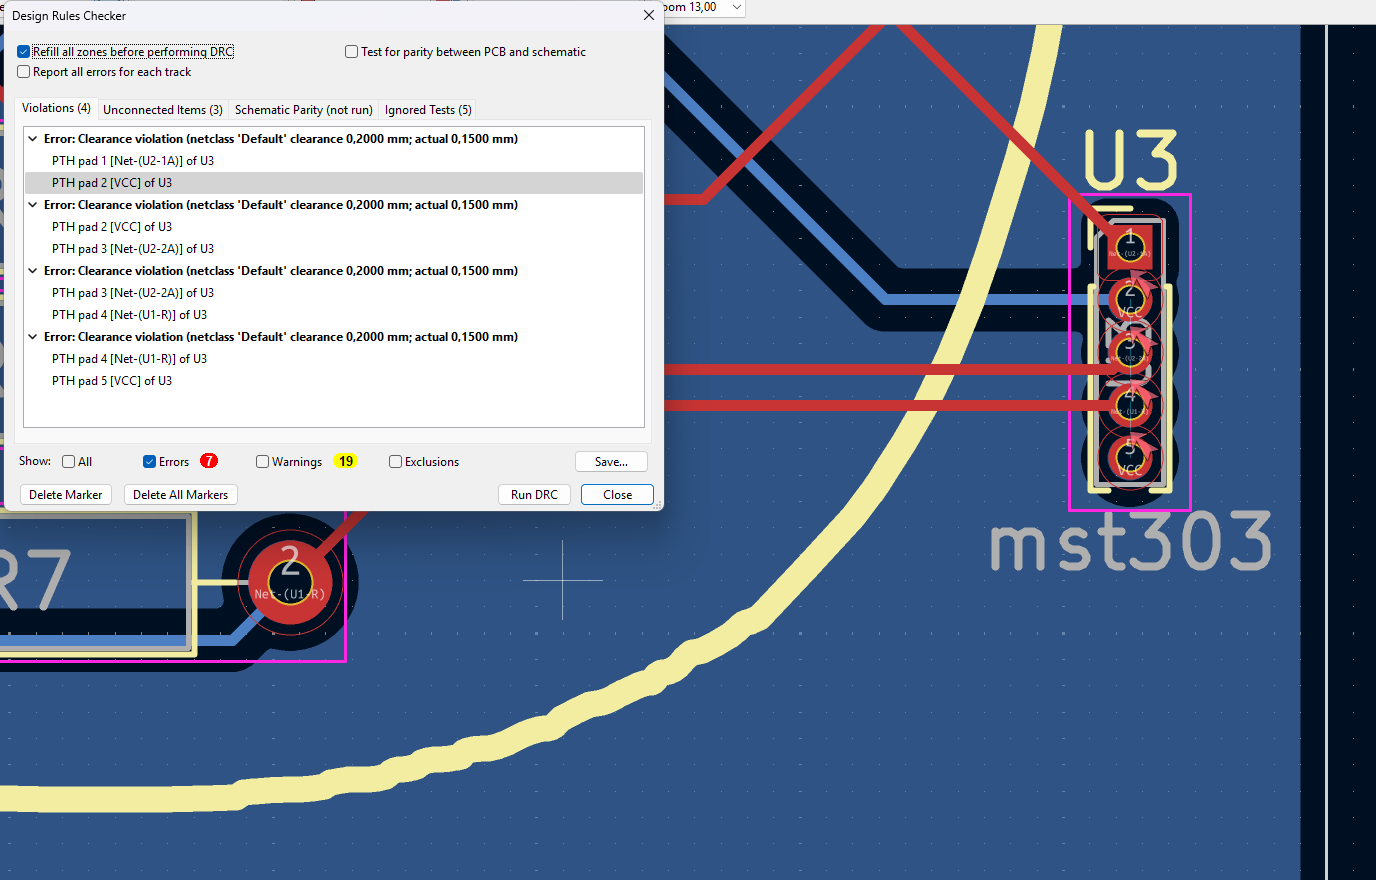 Design Rules Checker
oom 13,00
Refill all zones before performing DRC
Test for parity between PCB and schematic
Report all errors for each track
Violations (4)
Unconnected Items (3)
Schematic Parity (not run)
Ignored Tests (5)
Error: Clearance violation (netclass 'Default' clearance 0,2000 mm; actual 0,1500 mm)
PTH pad 1 [Net-(U2-1A)] of U3
PTH pad 2 [VCC] of U3
Error: Clearance violation (netclass 'Default' clearance 0,2000 mm; actual 0,1500 mm)
PTH pad 2 [VCC] of U3
PTH pad 3 [Net-(U2-2A)] of U3
Error: Clearance violation (netclass 'Default' clearance 0,2000 mm; actual 0,1500 mm)
PTH pad 3 [Net-(U2-2A)] of U3
PTH pad 4 [Net-(U1-R)] of U3
Error: Clearance violation (netclass 'Default' clearance 0,2000 mm; actual 0,1500 mm)
PTH pad 4 [Net-(U1-R)] of U3
PTH pad 5 [VCC] of U3
Show:
All
Errors 7
Warnings 19
Exclusions
Save...
Delete Marker
Delete All Markers
Run DRC
Close
U3
1
Net-(U2-1A)
2
VCC
3
Net-(U2-2A)
4
Net-(U1-R)
5
VCC
mst303
R7
2
Net-(U1-R)